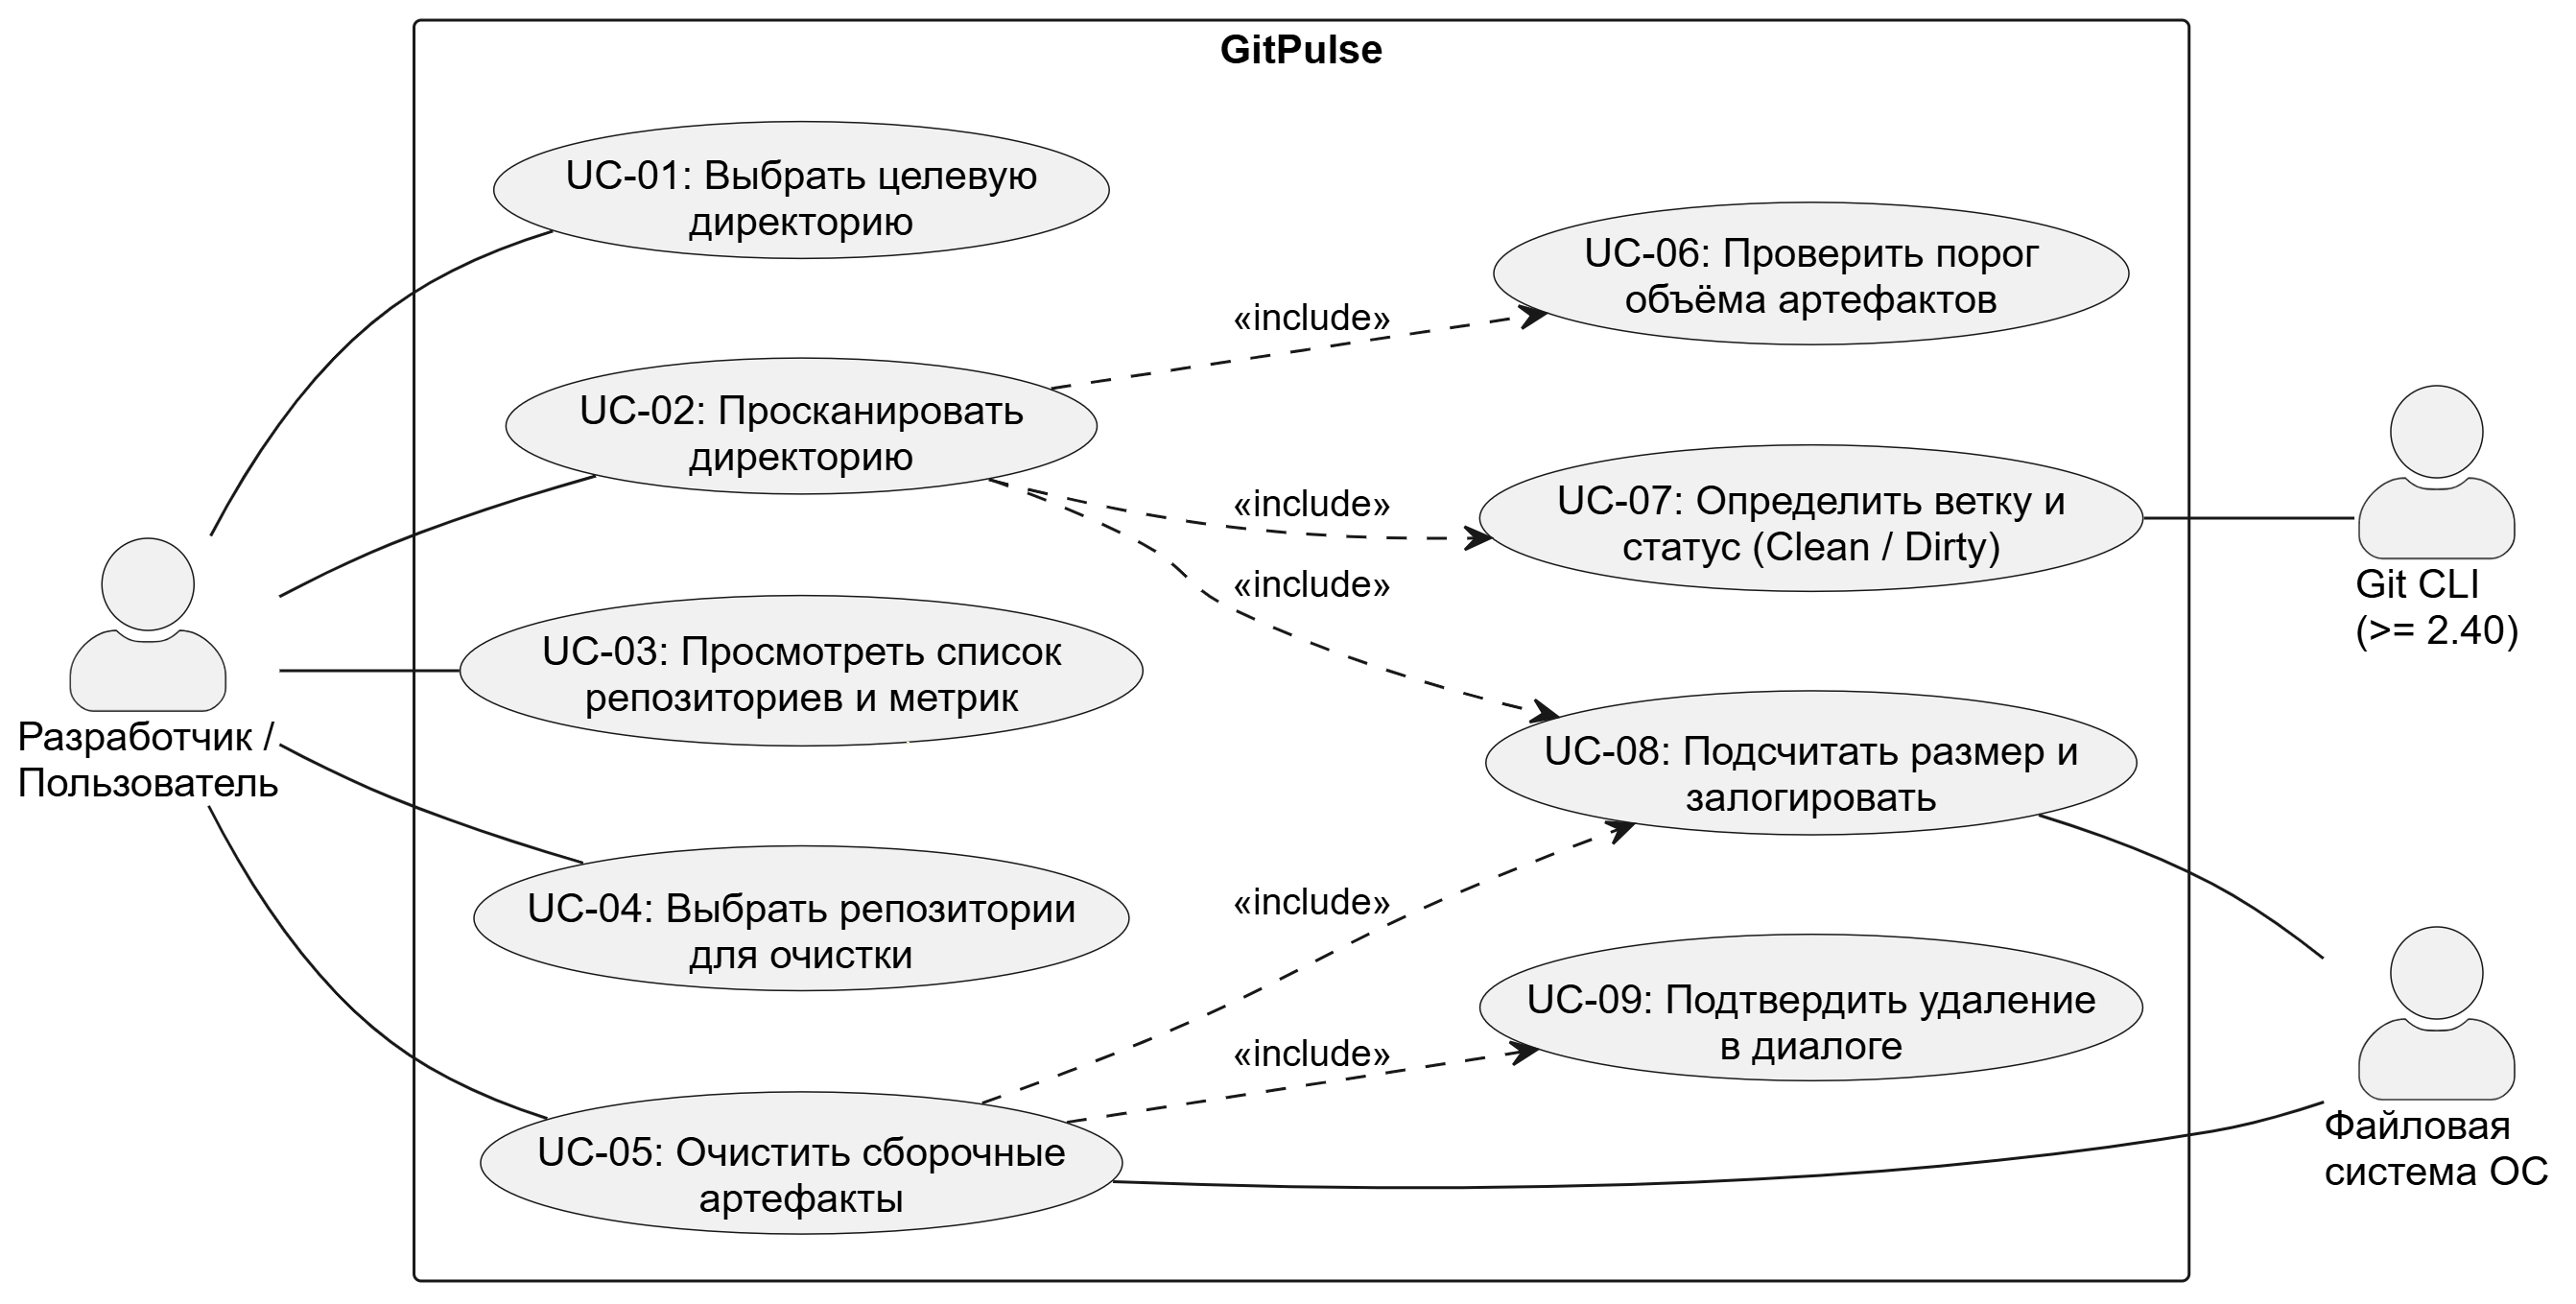 GitPulse
UC-01: Выбрать целевую
директорию
UC-02: Просканировать
директорию
UC-03: Просмотреть список
репозиториев и метрик
UC-04: Выбрать репозитории
для очистки
UC-05: Очистить сборочные
артефакты
«include»
«include»
«include»
«include»
«include»
UC-06: Проверить порог
объёма артефактов
UC-07: Определить ветку и
статус (Clean / Dirty)
UC-08: Подсчитать размер и
залогировать
UC-09: Подтвердить удаление
в диалоге
Разработчик /
Пользователь
Git CLI
(>= 2.40)
Файловая
система ОС